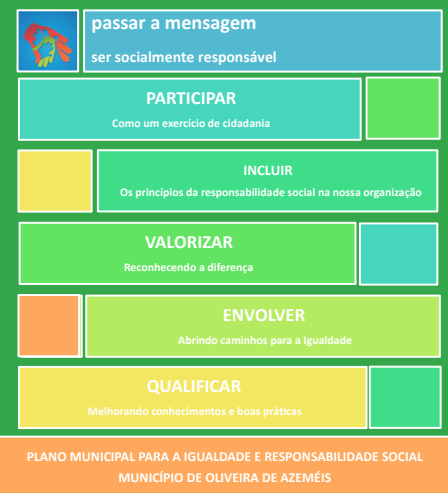 passar a mensagem
ser socialmente responsável
PARTICIPAR
Como um exercício de cidadania
INCLUIR
Os princípios da responsabilidade social na nossa organização
VALORIZAR
Reconhecendo a diferença
ENVOLVER
Abrindo caminhos para a Igualdade
QUALIFICAR
Melhorando conhecimentos e boas práticas
PLANO MUNICIPAL PARA A IGUALDADE E RESPONSABILIDADE SOCIAL
MUNICÍPIO DE OLIVEIRA DE AZEMÉIS